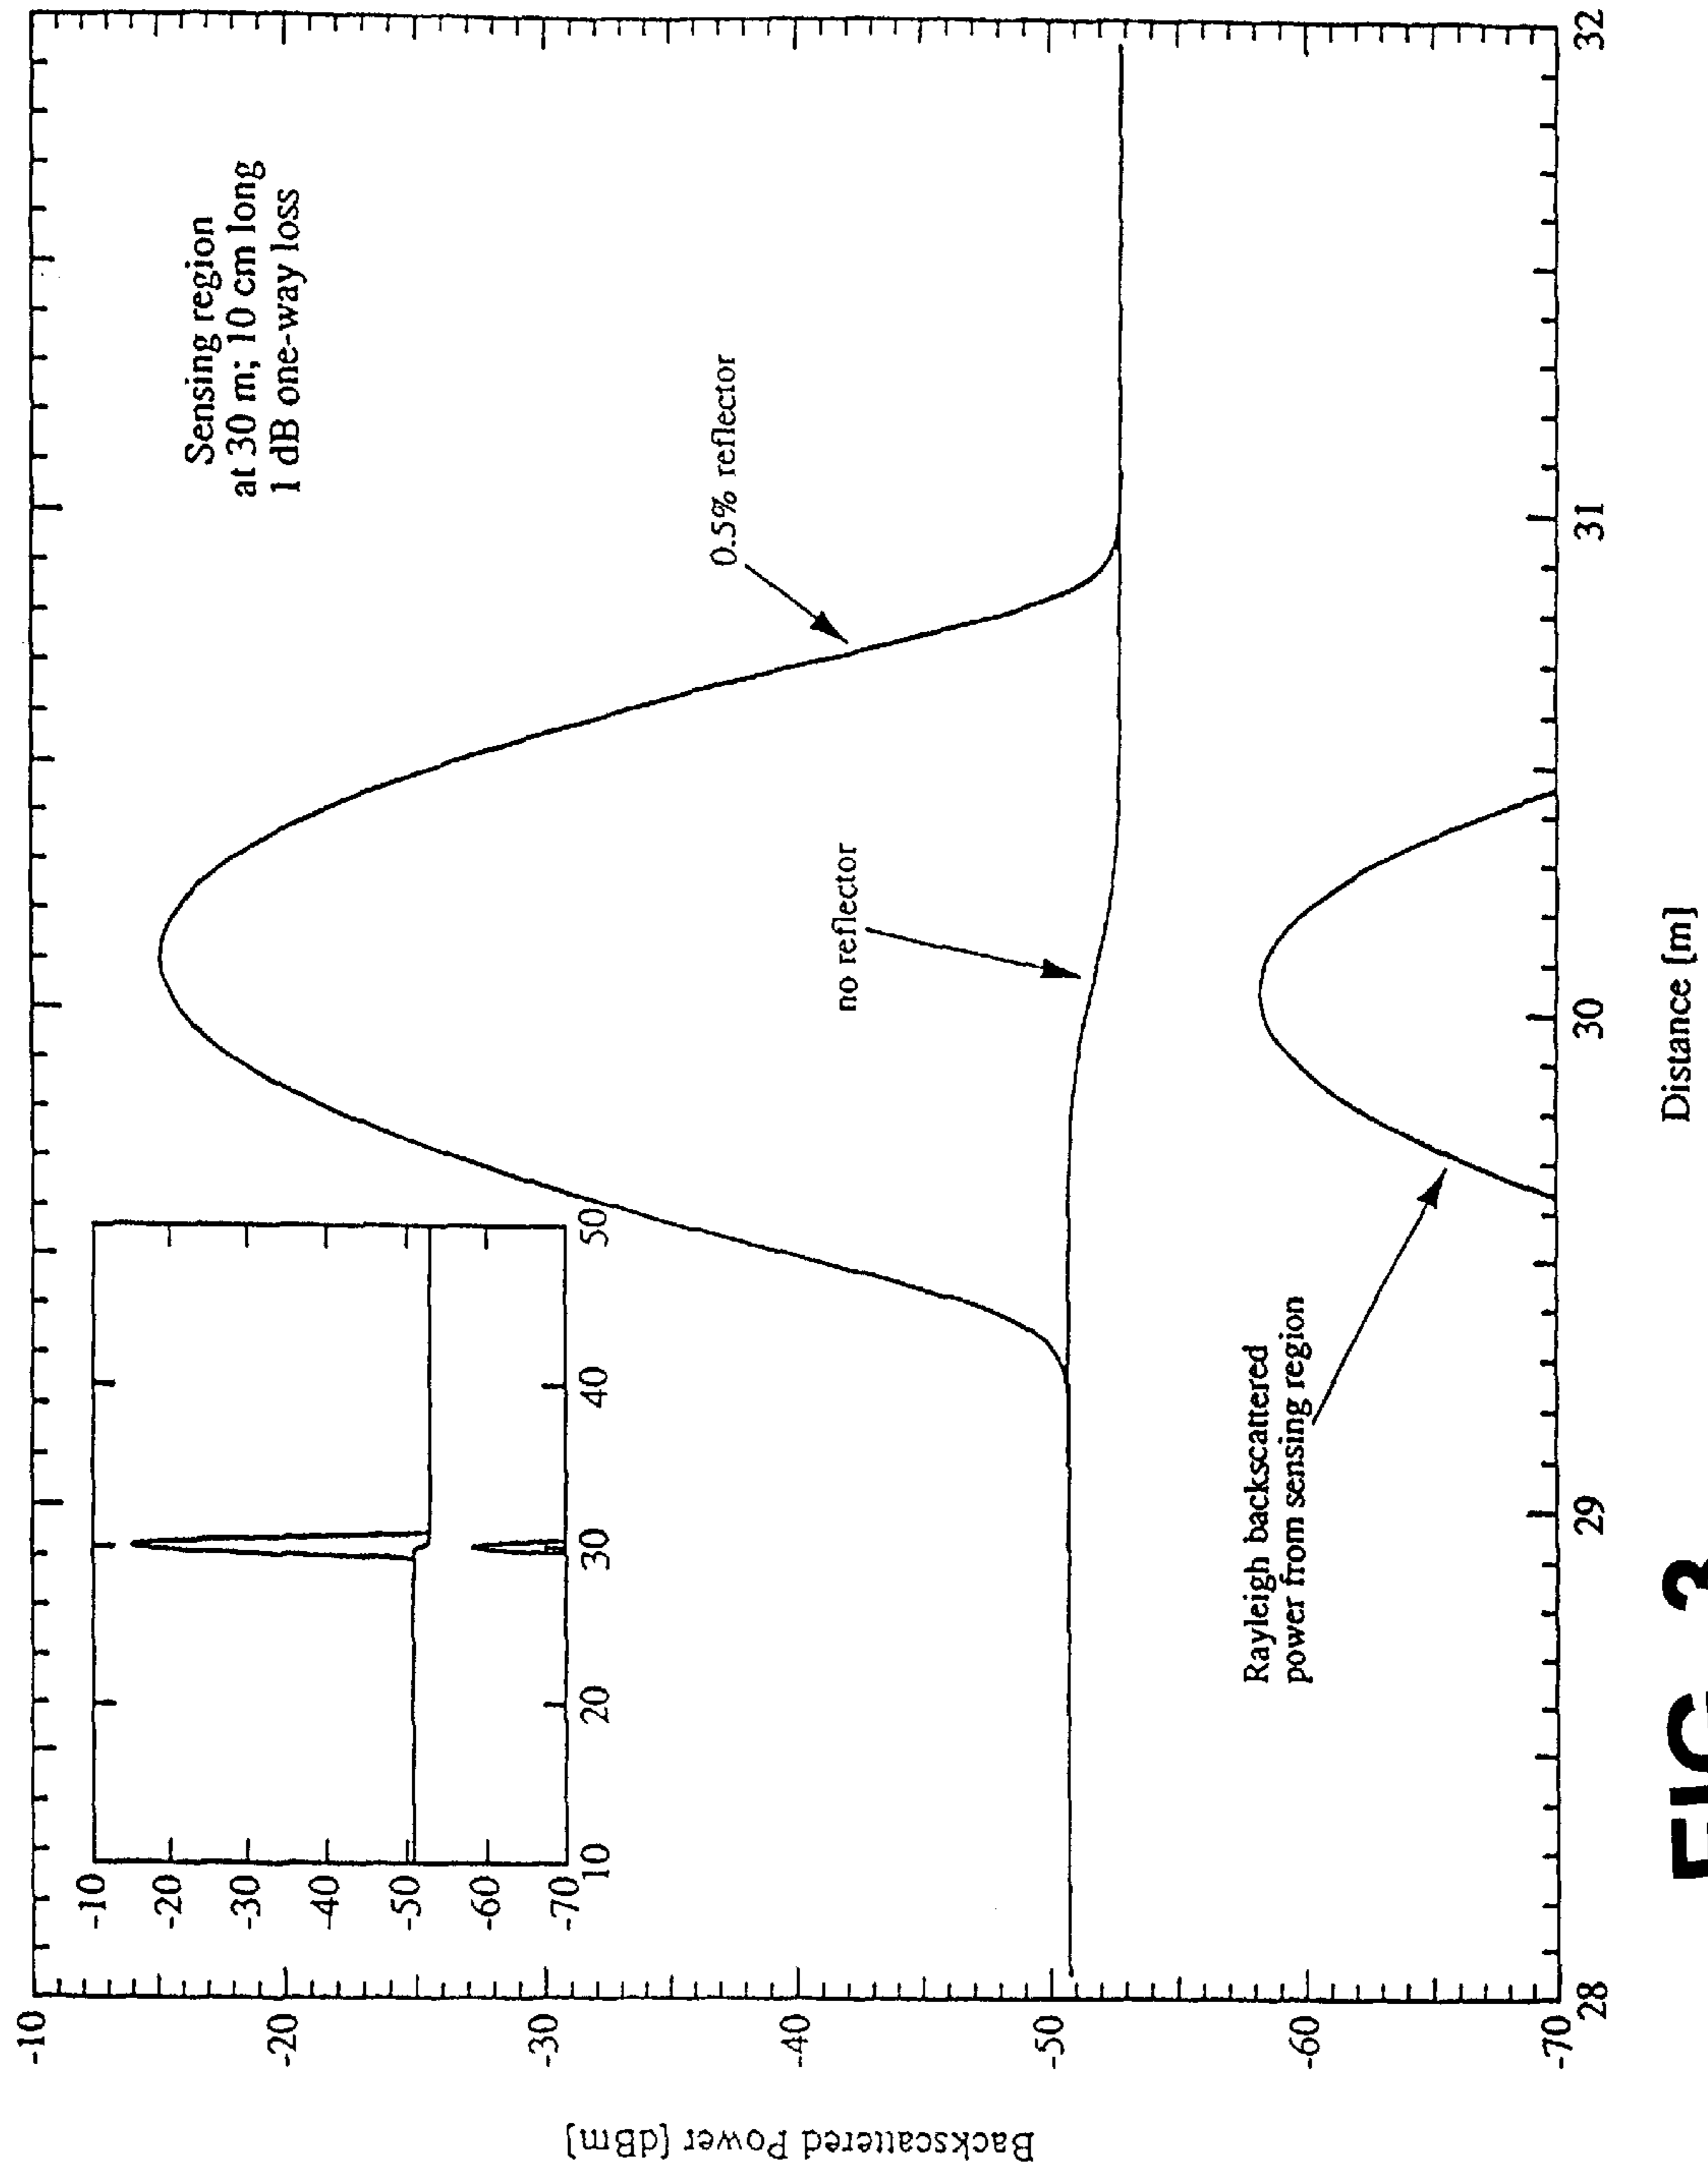 Backscattered Power [dBm]
-10
-20
-30
-40
-50
-60
-70
-10
-20
-30
-40
-50
-60
-70
10
20
30
40
50
Sensing region
at 30 m; 10 cm long
1 dB one-way loss
0.5% reflector
no reflector
Rayleigh backscattered
power from sensing region
28
29
30
31
32
Distance [m]
FIG. 3